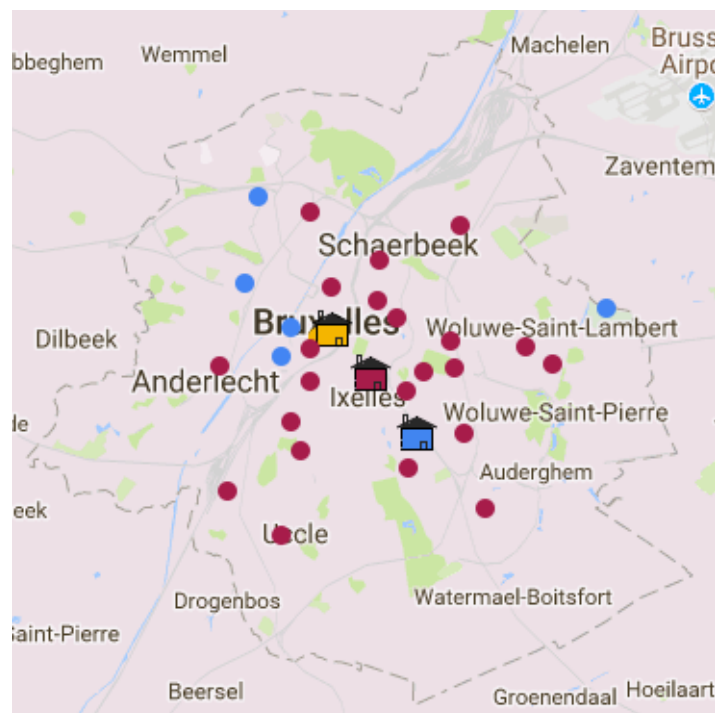 Machelen
Bruss
Airpo
Wemmel
bbeghem
Zaventem
Schaerbeek
Bruxelles
Woluwe-Saint-Lambert
Dilbeek
Anderlecht
Ixelles
Woluwe-Saint-Pierre
de
Auderghem
eek
Uccle
Drogenbos
Watermael-Boitsfort
Saint-Pierre
Beersel
Groenendaal
Hoeilaart